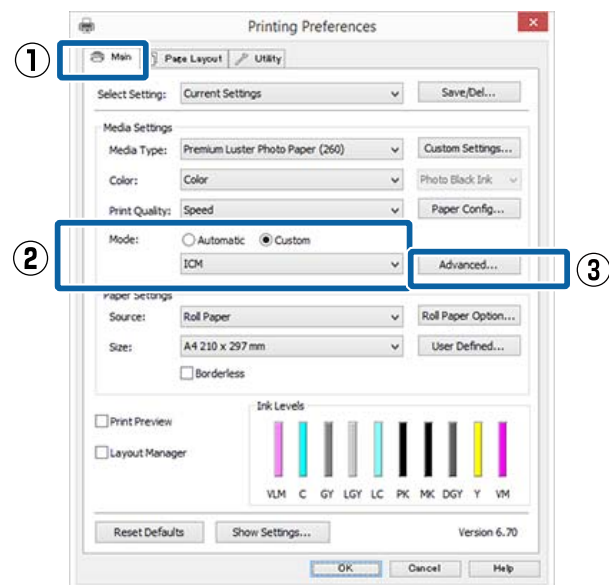 Printing Preferences
① Main Page Layout Utility
Select Setting: Current Settings Save/Del...
Media Settings
Media Type: Premium Luster Photo Paper (260) Custom Settings...
Color: Color Photo Black Ink
Print Quality: Speed Paper Config...
Mode: Automatic Custom
② ICM Advanced... ③
Paper Settings
Source: Roll Paper Roll Paper Option...
Size: A4 210 x 297 mm User Defined...
Borderless
Ink Levels
Print Preview
Layout Manager
VLM C GY LGY LC PK MK DGY Y VM
Reset Defaults Show Settings... Version 6.70
OK Cancel Help